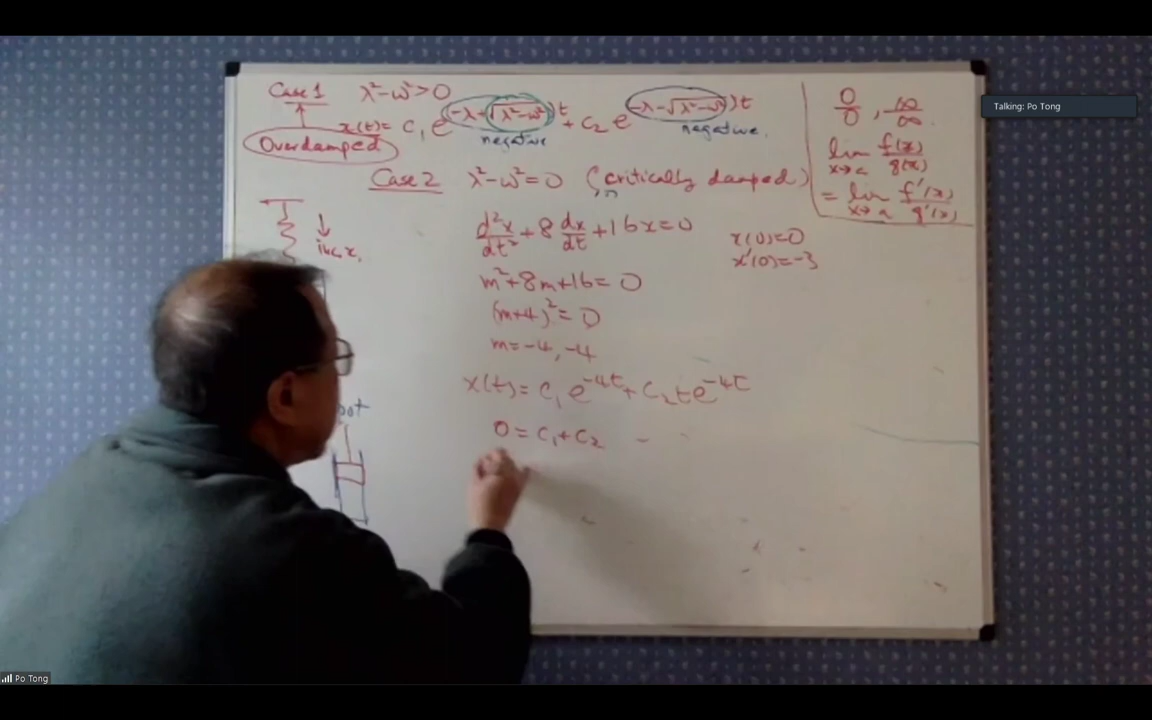 Case 1 λ²-ω²>0
x(t)= c₁ e^(-λ+√(λ²-ω²))t + c₂ e^(-λ-√(λ²-ω²))t
negative negative,
Overdamped
Case 2 λ²-ω²=0 (critically damped)
d²x/dt² + 8 dx/dt + 16x = 0
x(0)=0
x'(0)=-3
m²+8m+16=0
(m+4)²=0
m=-4,-4
x(t)= c₁e^-4t + c₂te^-4t
0=c₁+c₂
inc, x,
pot
0/0, ∞/∞
lim x→a f(x)/g(x)
= lim x→a f'(x)/g'(x)
Talking: Po Tong
Po Tong